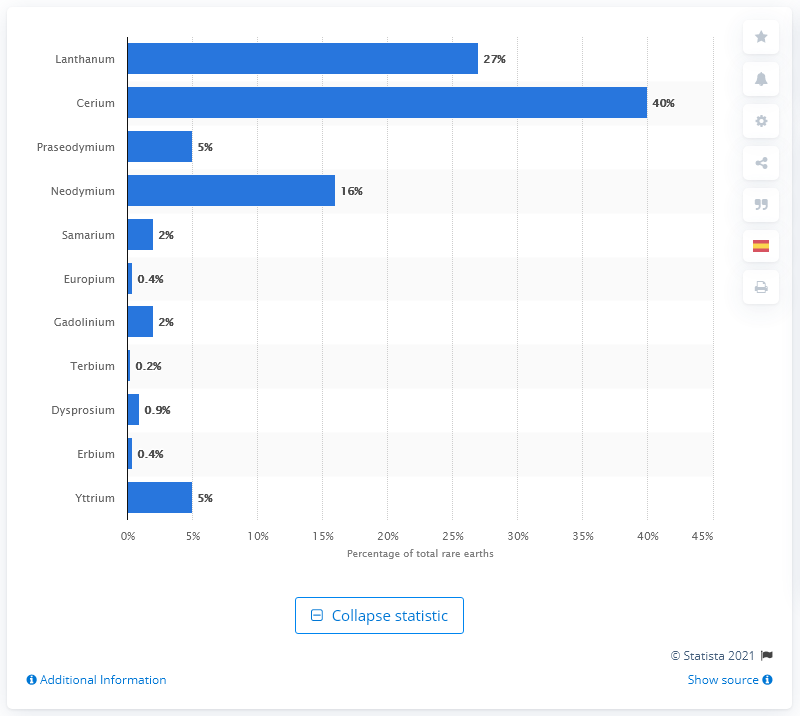 Lanthanum 27%
Cerium 40%
Praseodymium 5%
Neodymium 16%
Samarium 2%
Europium 0.4%
Gadolinium 2%
Terbium 0.2%
Dysprosium 0.9%
Erbium 0.4%
Yttrium 5%
0% 5% 10% 15% 20% 25% 30% 35% 40% 45%
Percentage of total rare earths
Collapse statistic
© Statista 2021
Additional Information Show source